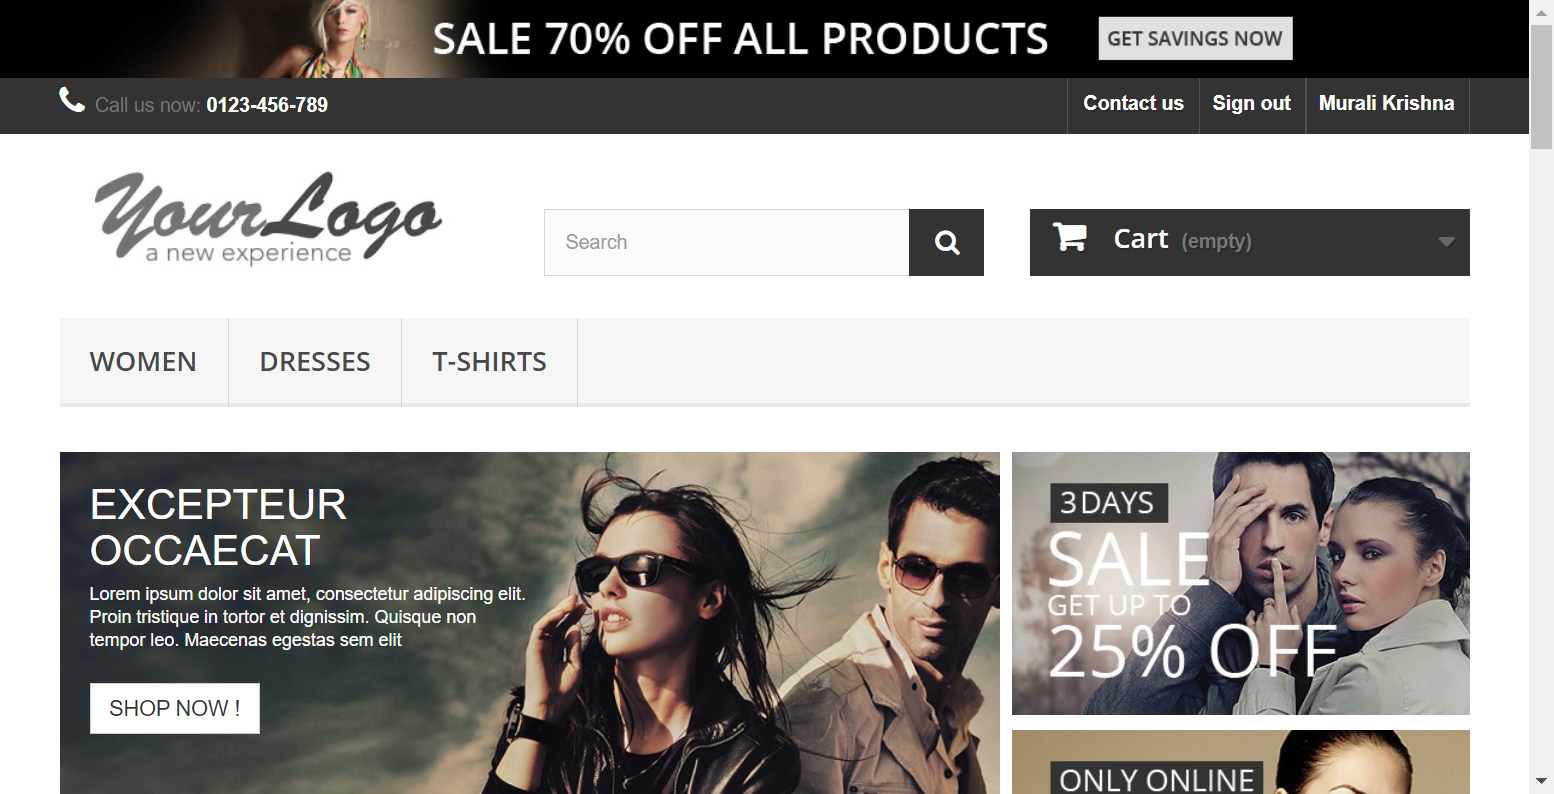 SALE 70% OFF ALL PRODUCTS
GET SAVINGS NOW
Call us now: 0123-456-789
Contact us
Sign out
Murali Krishna
YourLogo
a new experience
Search
Cart (empty)
WOMEN
DRESSES
T-SHIRTS
EXCEPTEUR
OCCAECAT
Lorem ipsum dolor sit amet, consectetur adipiscing elit.
Proin tristique in tortor et dignissim. Quisque non
tempor leo. Maecenas egestas sem elit
SHOP NOW !
3 DAYS
SALE
GET UP TO
25% OFF
ONLY ONLINE